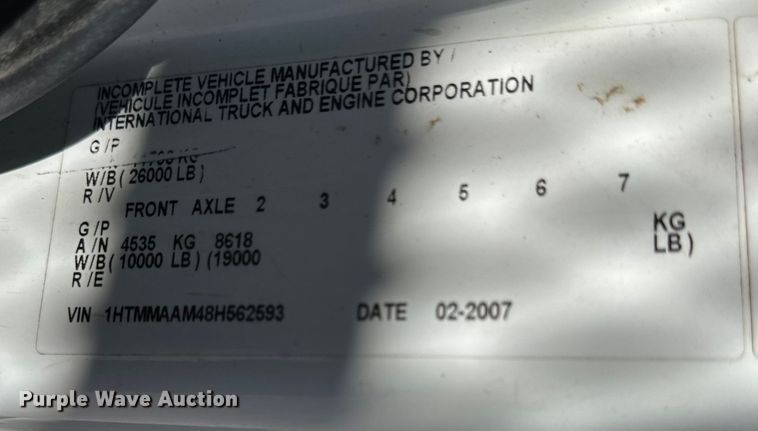 INCOMPLETE VEHICLE MANUFACTURED BY /
(VEHICULE INCOMPLET FABRIQUE PAR)
INTERNATIONAL TRUCK AND ENGINE CORPORATION
G /P
KG
W/B( 26000 LB)
R /V
FRONT AXLE 2 3 4 5 6 7
G /P
A /N 4535 KG 8618 KG
W/B( 10000 LB) (19000 LB)
R /E
VIN 1HTMMAAM48H562593 DATE 02-2007
Purple Wave Auction